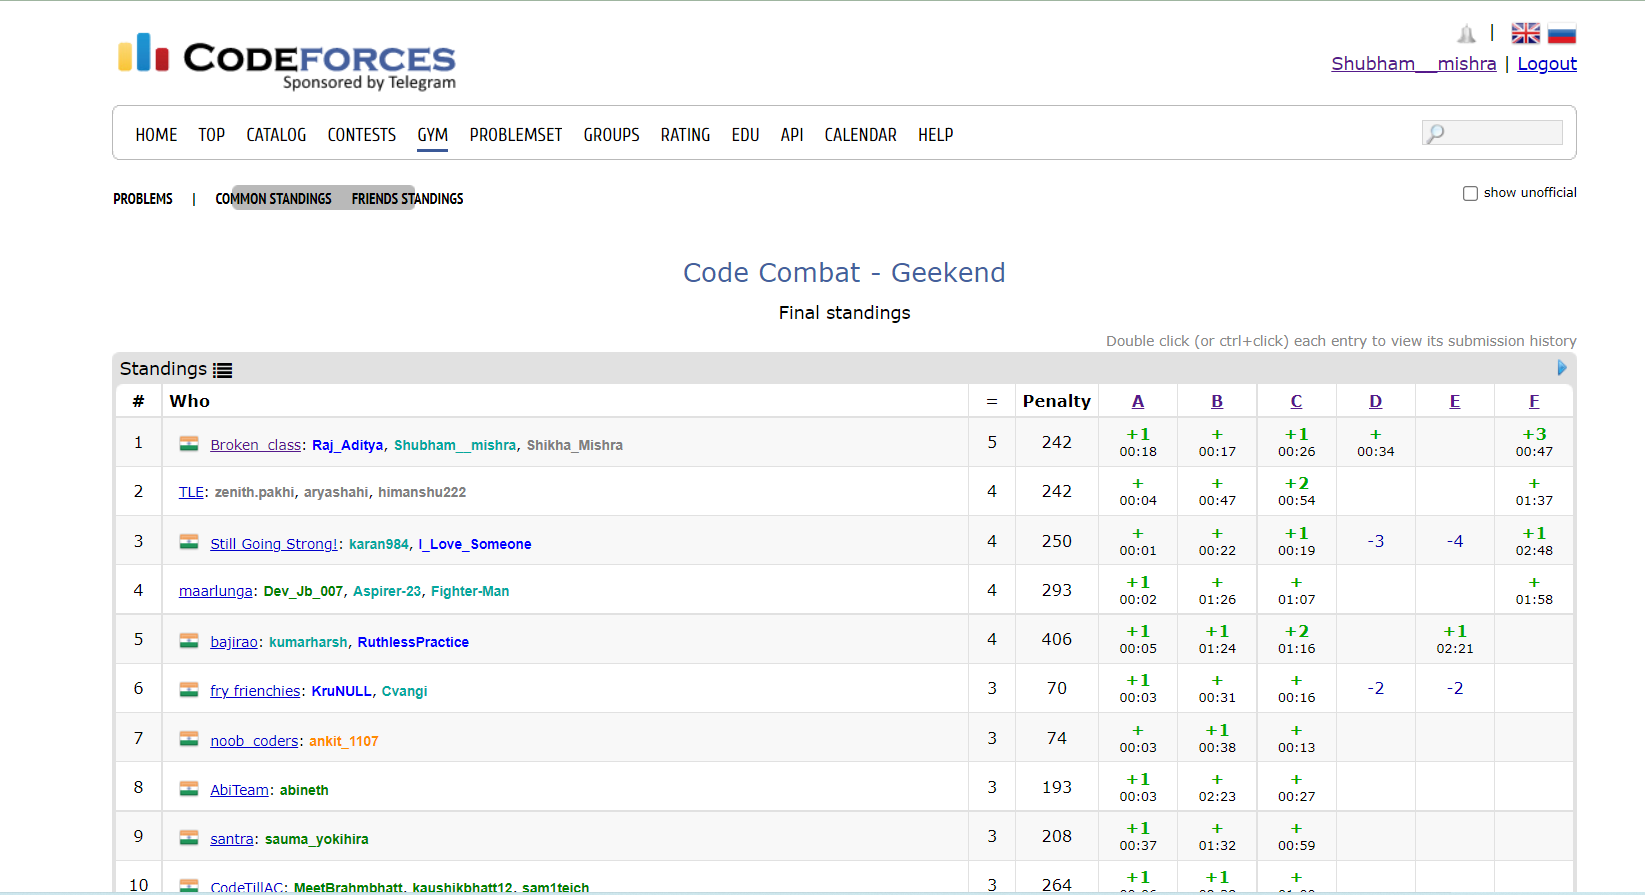 CODEFORCES
Sponsored by Telegram
|
Shubham__mishra | Logout
HOME TOP CATALOG CONTESTS GYM PROBLEMSET GROUPS RATING EDU API CALENDAR HELP
PROBLEMS | COMMON STANDINGS FRIENDS STANDINGS
show unofficial
Code Combat - Geekend
Final standings
Double click (or ctrl+click) each entry to view its submission history
Standings
# Who = Penalty A B C D E F
1 Broken_class: Raj_Aditya, Shubham__mishra, Shikha_Mishra 5 242 +1 + +1 + +3
00:18 00:17 00:26 00:34 00:47
2 TLE: zenith.pakhi, aryashahi, himanshu222 4 242 + + +2 +
00:04 00:47 00:54 01:37
3 Still Going Strong!: karan984, I_Love_Someone 4 250 + + +1 -3 -4 +1
00:01 00:22 00:19 02:48
4 maarlunga: Dev_Jb_007, Aspirer-23, Fighter-Man 4 293 +1 + + +
00:02 01:26 01:07 01:58
5 bajirao: kumarharsh, RuthlessPractice 4 406 +1 +1 +2 +1
00:05 01:24 01:16 02:21
6 fry frienchies: KruNULL, Cvangi 3 70 +1 + + -2 -2
00:03 00:31 00:16
7 noob_coders: ankit_1107 3 74 + +1 +
00:03 00:38 00:13
8 AbiTeam: abineth 3 193 +1 + +
00:03 02:23 00:27
9 santra: sauma_yokihira 3 208 +1 + +
00:37 01:32 00:59
10 CodeTillAC: MeetBrahmbhatt, kaushikbhatt12, sam1teich 3 264 +1 +1 +